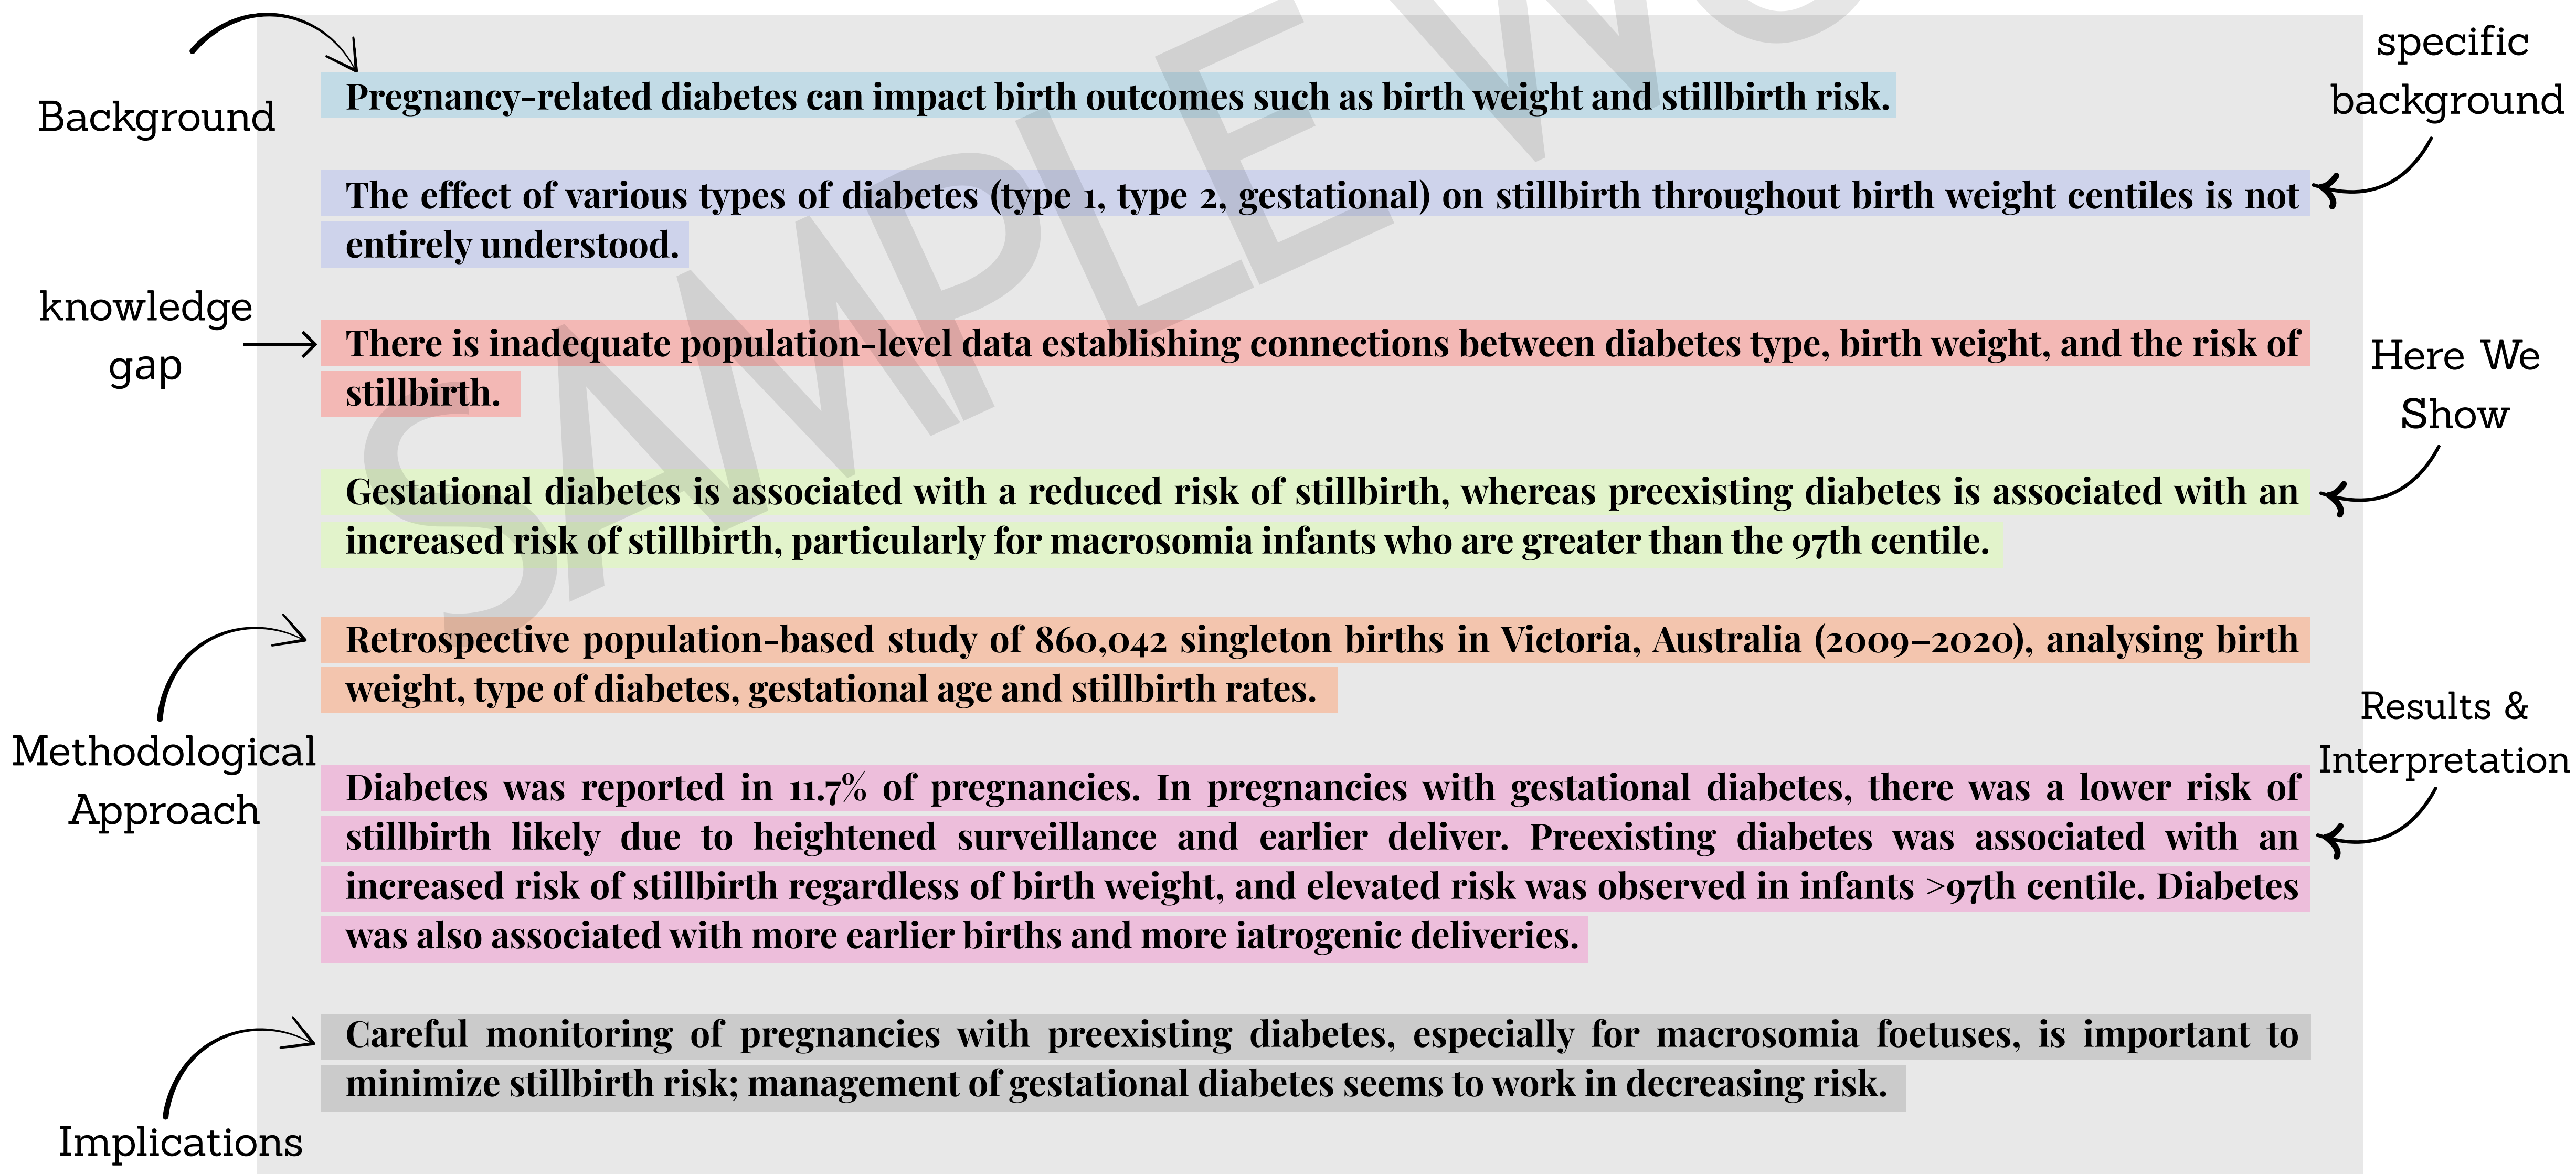 Background
Pregnancy-related diabetes can impact birth outcomes such as birth weight and stillbirth risk.
specific
background
The effect of various types of diabetes (type 1, type 2, gestational) on stillbirth throughout birth weight centiles is not
entirely understood.
knowledge
gap
There is inadequate population-level data establishing connections between diabetes type, birth weight, and the risk of
stillbirth.
Here We
Show
Gestational diabetes is associated with a reduced risk of stillbirth, whereas preexisting diabetes is associated with an
increased risk of stillbirth, particularly for macrosomia infants who are greater than the 97th centile.
Methodological
Approach
Retrospective population-based study of 860,042 singleton births in Victoria, Australia (2009–2020), analysing birth
weight, type of diabetes, gestational age and stillbirth rates.
Results &
Interpretation
Diabetes was reported in 11.7% of pregnancies. In pregnancies with gestational diabetes, there was a lower risk of
stillbirth likely due to heightened surveillance and earlier deliver. Preexisting diabetes was associated with an
increased risk of stillbirth regardless of birth weight, and elevated risk was observed in infants >97th centile. Diabetes
was also associated with more earlier births and more iatrogenic deliveries.
Implications
Careful monitoring of pregnancies with preexisting diabetes, especially for macrosomia foetuses, is important to
minimize stillbirth risk; management of gestational diabetes seems to work in decreasing risk.
SAMPLE